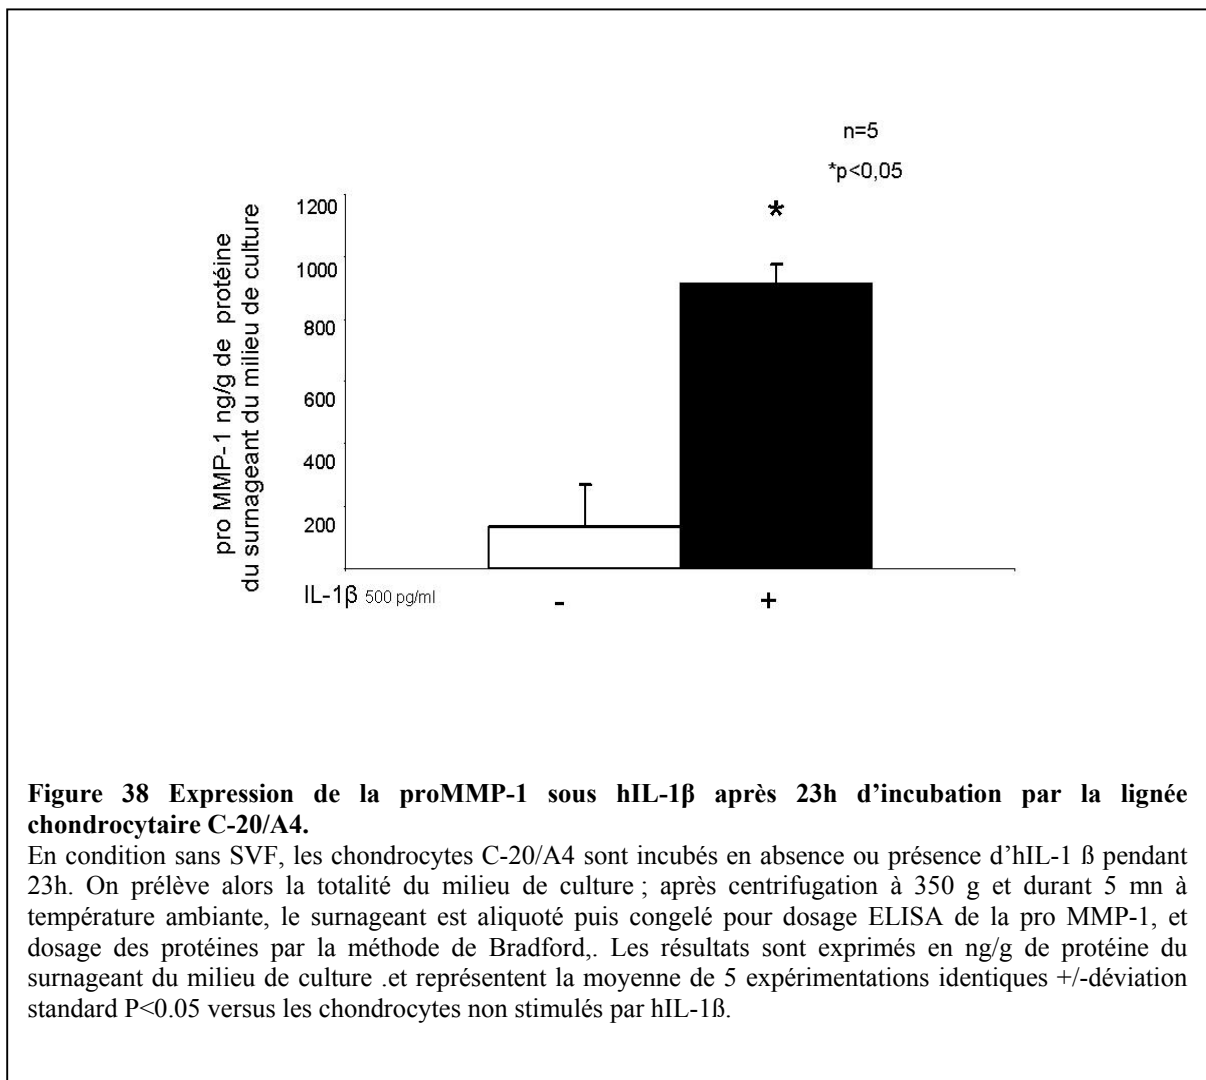 n=5
*p<0,05
*
pro MMP-1 ng/g de protéine
du surnageant du milieu de culture
1200
1000
800
600
400
200
IL-1β 500 pg/ml - +
Figure 38 Expression de la proMMP-1 sous hIL-1β après 23h d’incubation par la lignée
chondrocytaire C-20/A4.
En condition sans SVF, les chondrocytes C-20/A4 sont incubés en absence ou présence d’hIL-1 ß pendant
23h. On prélève alors la totalité du milieu de culture ; après centrifugation à 350 g et durant 5 mn à
température ambiante, le surnageant est aliquoté puis congelé pour dosage ELISA de la pro MMP-1, et
dosage des protéines par la méthode de Bradford,. Les résultats sont exprimés en ng/g de protéine du
surnageant du milieu de culture .et représentent la moyenne de 5 expérimentations identiques +/-déviation
standard P<0.05 versus les chondrocytes non stimulés par hIL-1ß.